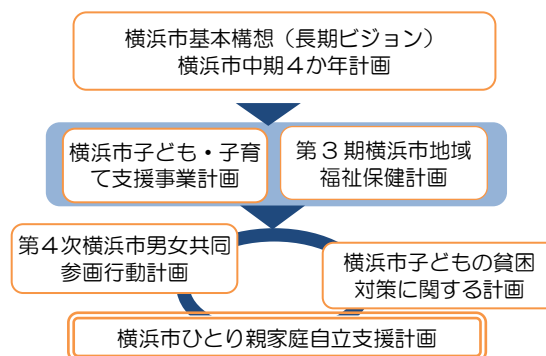 横浜市基本構想（長期ビジョン）
横浜市中期４か年計画
横浜市子ども・子育
て支援事業計画
第３期横浜市地域
福祉保健計画
第４次横浜市男女共同
参画行動計画
横浜市子どもの貧困
対策に関する計画
横浜市ひとり親家庭自立支援計画